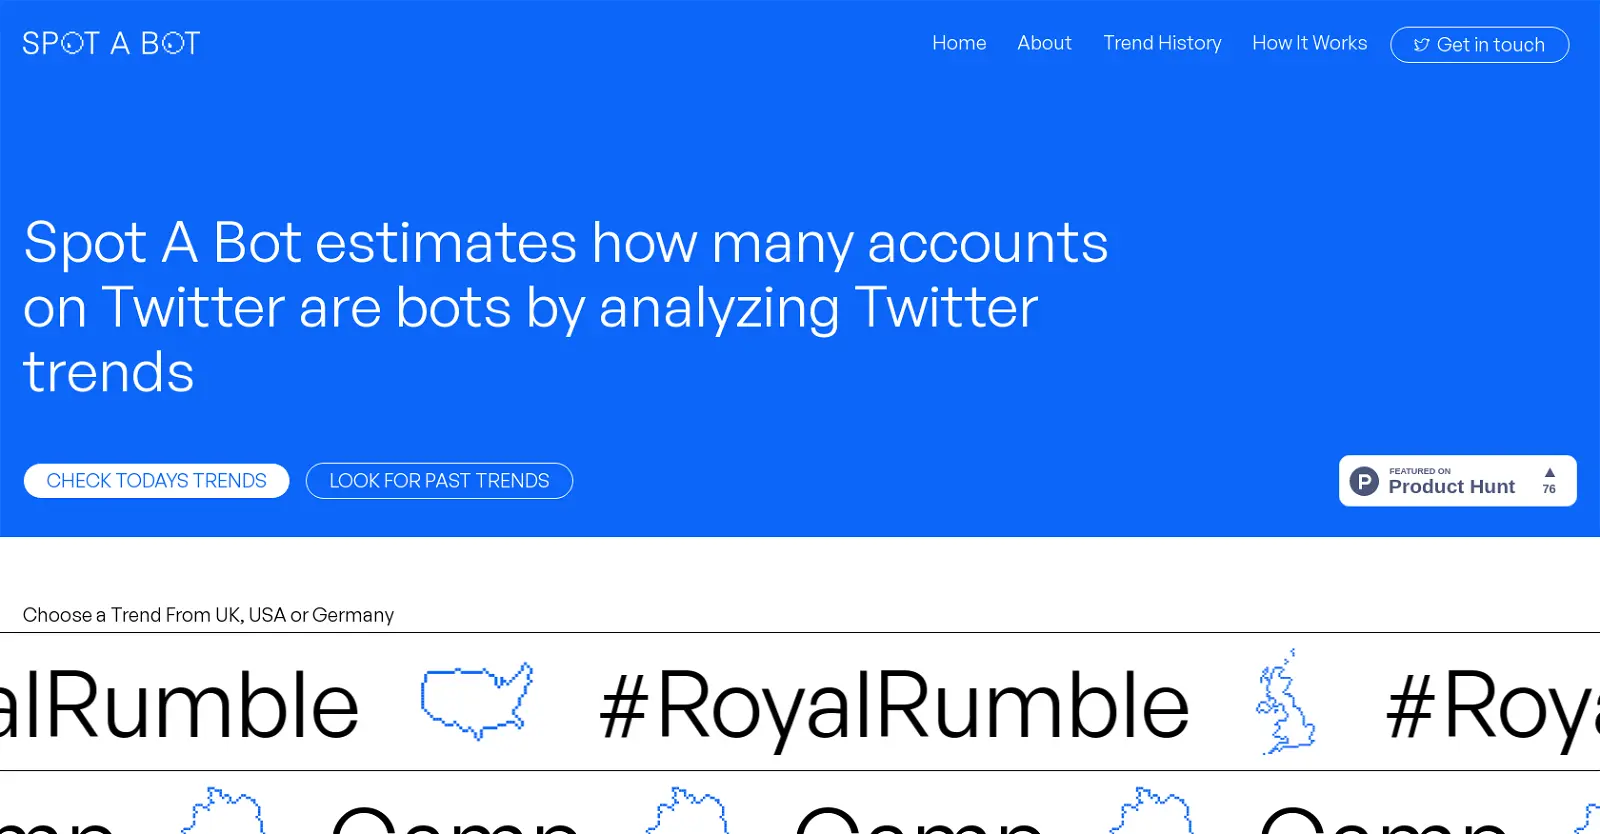 SPOT A BOT
Home About Trend History How It Works Get in touch
Spot A Bot estimates how many accounts
on Twitter are bots by analyzing Twitter
trends
CHECK TODAYS TRENDS LOOK FOR PAST TRENDS
FEATURED ON
Product Hunt
76
Choose a Trend From UK, USA or Germany
alRumble #RoyalRumble #Roya